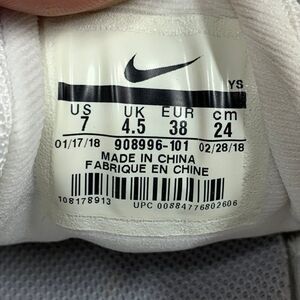 YS
US UK EUR cm
7 4.5 38 24
01/17/18 908996-101 02/28/18
MADE IN CHINA
FABRIQUE EN CHINE
108178913
UPC 00884776802606